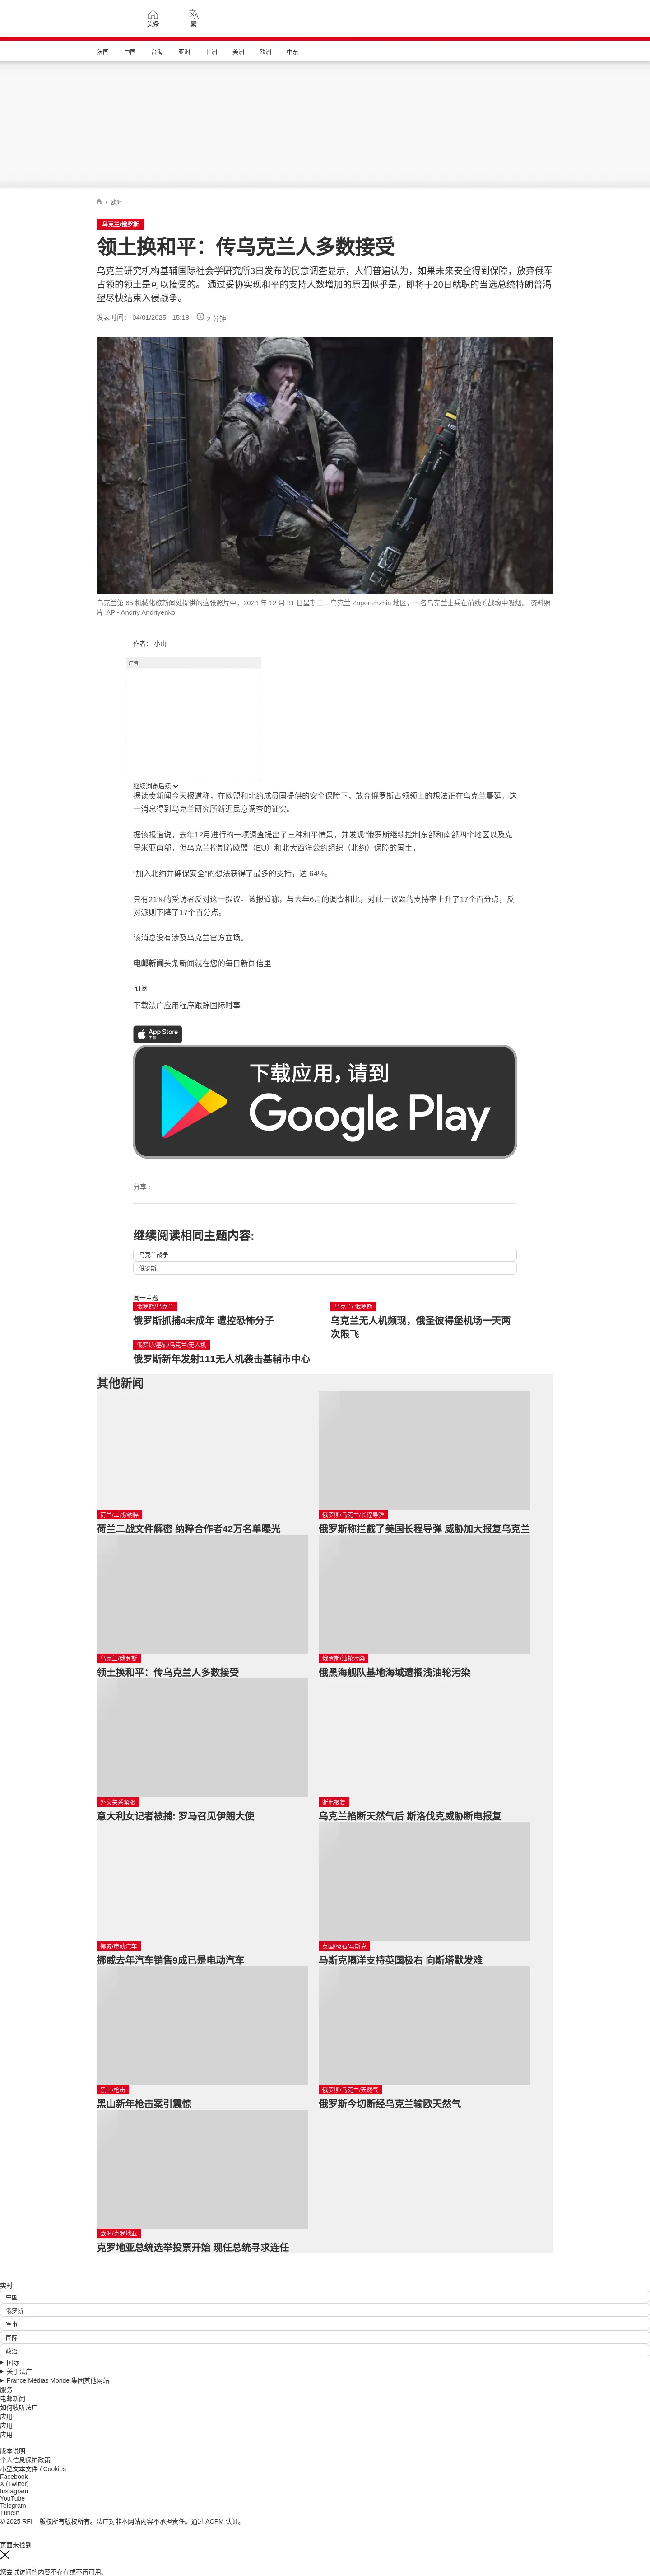 头条
繁
法国
中国
台海
亚洲
非洲
美洲
欧洲
中东
/ 欧洲
乌克兰/俄罗斯
领土换和平：传乌克兰人多数接受
乌克兰研究机构基辅国际社会学研究所3日发布的民意调查显示，人们普遍认为，如果未来安全得到保障，放弃俄军
占领的领土是可以接受的。 通过妥协实现和平的支持人数增加的原因似乎是，即将于20日就职的当选总统特朗普渴
望尽快结束入侵战争。
发表时间： 04/01/2025 - 15:18 2 分钟
乌克兰第 65 机械化旅新闻处提供的这张照片中，2024 年 12 月 31 日星期二，乌克兰 Zaporizhzhia 地区，一名乌克兰士兵在前线的战壕中吸烟。 资料照
片 AP - Andriy Andriyenko
作者： 小山
广告
继续浏览后续
据读卖新闻今天报道称，在欧盟和北约成员国提供的安全保障下，放弃俄罗斯占领领土的想法正在乌克兰蔓延。这
一消息得到乌克兰研究所新近民意调查的证实。
据该报道说，去年12月进行的一项调查提出了三种和平情景，并发现“俄罗斯继续控制东部和南部四个地区以及克
里米亚南部，但乌克兰控制着欧盟（EU）和北大西洋公约组织（北约）保障的国土。
“加入北约并确保安全”的想法获得了最多的支持，达 64%。
只有21%的受访者反对这一提议。该报道称，与去年6月的调查相比，对此一议题的支持率上升了17个百分点，反
对派则下降了17个百分点。
该消息没有涉及乌克兰官方立场。
电邮新闻头条新闻就在您的每日新闻信里
订阅
下载法广应用程序跟踪国际时事
App Store
下载
下载应用，请到
Google Play
分享 :
继续阅读相同主题内容:
乌克兰战争
俄罗斯
同一主题
俄罗斯/乌克兰
俄罗斯抓捕4未成年 遭控恐怖分子
乌克兰/ 俄罗斯
乌克兰无人机频现，俄圣彼得堡机场一天两
次限飞
俄罗斯/基辅/乌克兰/无人机
俄罗斯新年发射111无人机袭击基辅市中心
其他新闻
荷兰/二战/纳粹
荷兰二战文件解密 纳粹合作者42万名单曝光
俄罗斯/乌克兰/长程导弹
俄罗斯称拦截了美国长程导弹 威胁加大报复乌克兰
乌克兰/俄罗斯
领土换和平：传乌克兰人多数接受
俄罗斯/油轮污染
俄黑海舰队基地海域遭搁浅油轮污染
外交关系紧张
意大利女记者被捕: 罗马召见伊朗大使
断电报复
乌克兰掐断天然气后 斯洛伐克威胁断电报复
挪威/电动汽车
挪威去年汽车销售9成已是电动汽车
英国/极右/马斯克
马斯克隔洋支持英国极右 向斯塔默发难
黑山/枪击
黑山新年枪击案引震惊
俄罗斯/乌克兰/天然气
俄罗斯今切断经乌克兰输欧天然气
欧洲/克罗地亚
克罗地亚总统选举投票开始 现任总统寻求连任
实时
中国
俄罗斯
军事
国际
政治
国际
关于法广
France Médias Monde 集团其他网站
服务
电邮新闻
如何收听法广
应用
应用
应用
版本说明
个人信息保护政策
小型文本文件 / Cookies
Facebook
X (Twitter)
Instagram
YouTube
Telegram
TuneIn
© 2025 RFI – 版权所有版权所有。法广对非本网站内容不承担责任。通过 ACPM 认证。
页面未找到
您尝试访问的内容不存在或不再可用。